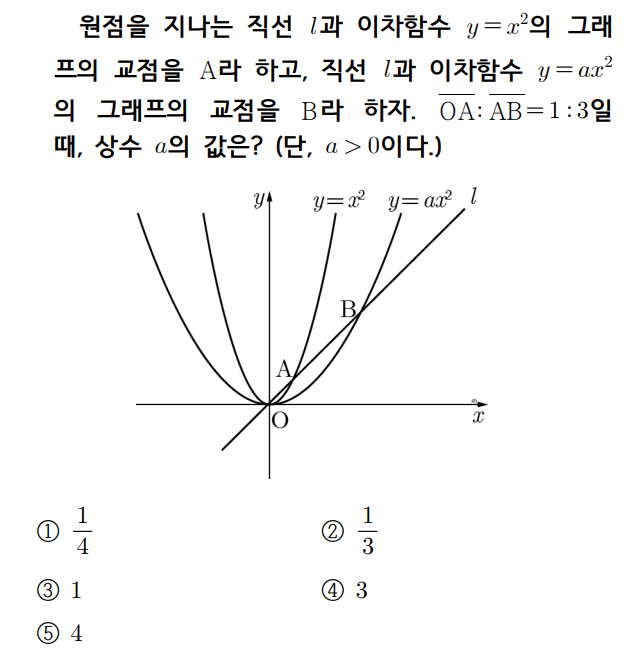 원점을 지나는 직선 l과 이차함수 y=x²의 그래
프의 교점을 A라 하고, 직선 l과 이차함수 y=ax²
의 그래프의 교점을 B라 하자. O̅A̅:A̅B̅=1:3일
때, 상수 a의 값은? (단, a>0이다.)
y y=x² y=ax² l
B
A
O x
① 1/4 ② 1/3
③ 1 ④ 3
⑤ 4